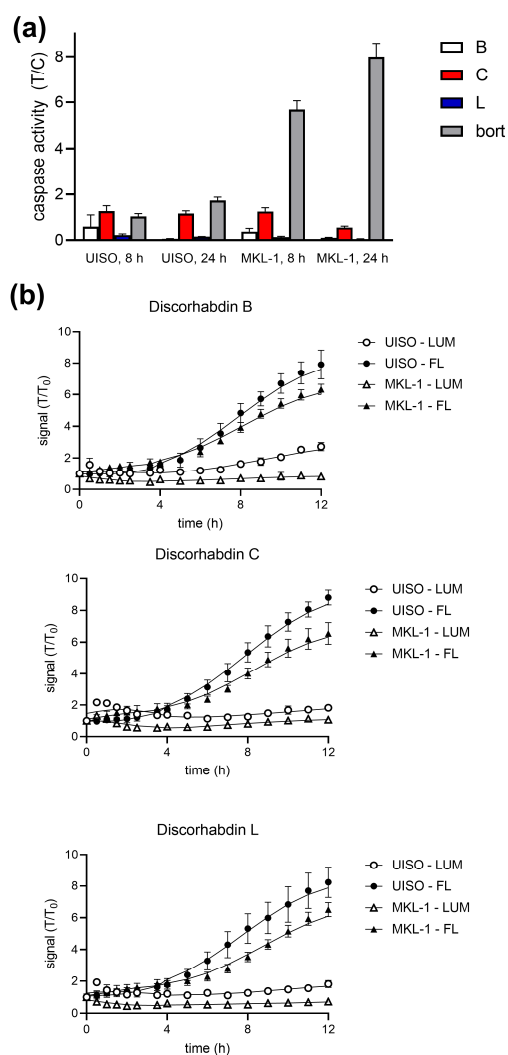 (a)
caspase activity (T/C)
8
6
4
2
0
UISO, 8 h UISO, 24 h MKL-1, 8 h MKL-1, 24 h
B
C
L
bort
(b)
Discorhabdin B
signal (T/T0)
10
8
6
4
2
0
0 4 8 12
time (h)
UISO - LUM
UISO - FL
MKL-1 - LUM
MKL-1 - FL
Discorhabdin C
signal (T/T0)
10
8
6
4
2
0
0 4 8 12
time (h)
UISO - LUM
UISO - FL
MKL-1 - LUM
MKL-1 - FL
Discorhabdin L
signal (T/T0)
10
8
6
4
2
0
0 4 8 12
time (h)
UISO - LUM
UISO - FL
MKL-1 - LUM
MKL-1 - FL